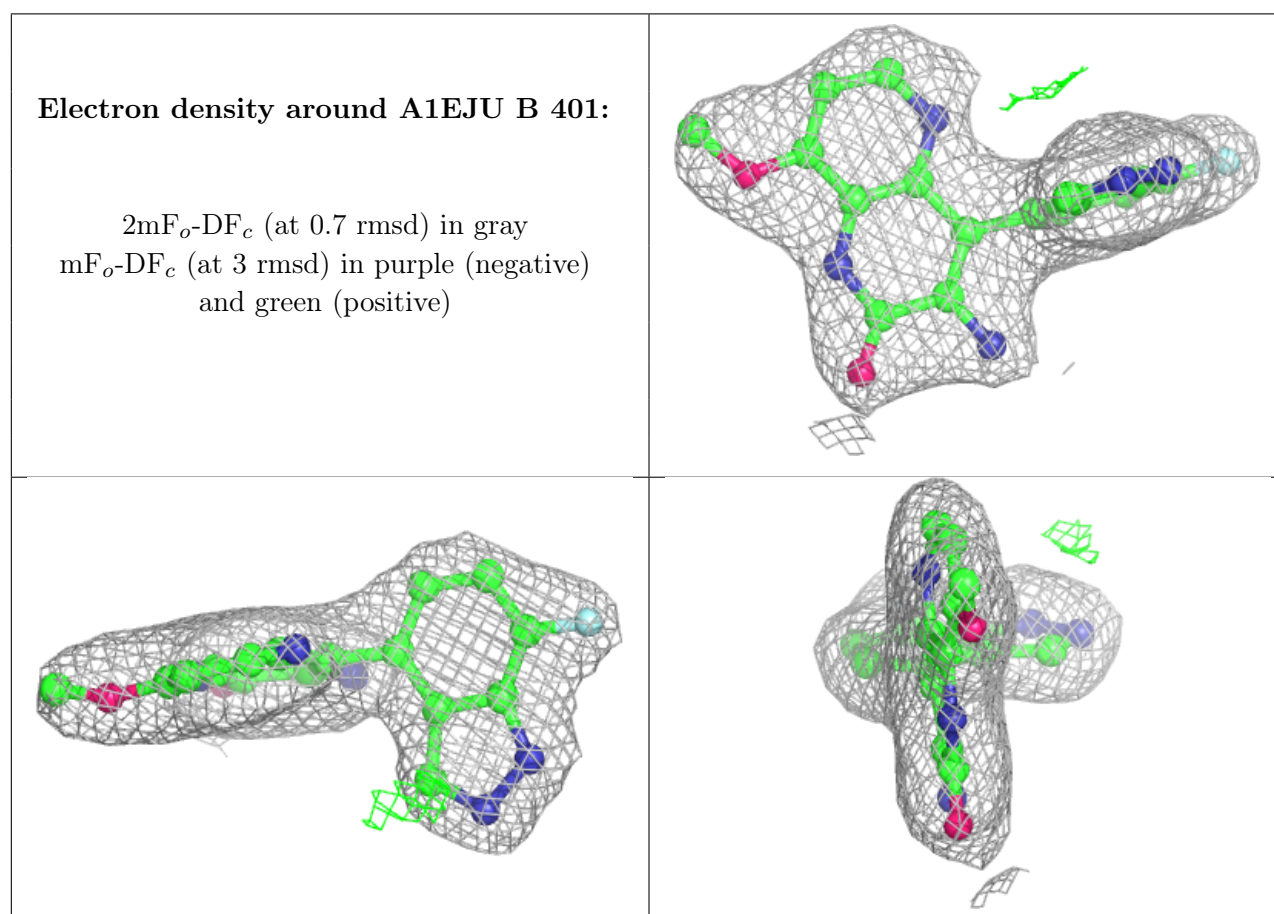 Electron density around A1EJU B 401:
2mFo-DFc (at 0.7 rmsd) in gray
mFo-DFc (at 3 rmsd) in purple (negative)
and green (positive)